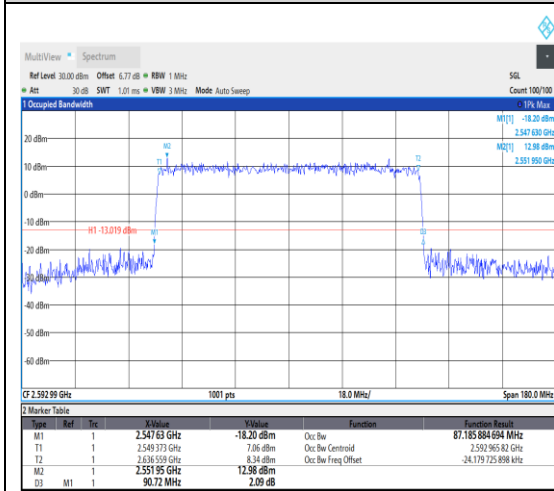 MultiView Spectrum
Ref Level 30.00 dBm Offset 6.77 dB RBW 1 MHz SGL
Att 30 dB SWT 1.01 ms VBW 3 MHz Mode Auto Sweep Count 100/100
1 Occupied Bandwidth 1Pk Max
M1[1] -18.20 dBm
2.547 630 GHz
M2[1] 12.98 dBm
2.551 950 GHz
20 dBm
M2
T1 T2
10 dBm
0 dBm
-10 dBm
H1 -13.019 dBm
M1 D3
-20 dBm
-30 dBm
-40 dBm
-50 dBm
-60 dBm
CF 2.592 99 GHz 1001 pts 18.0 MHz/ Span 180.0 MHz
2 Marker Table
Type Ref Trc X-Value Y-Value Function Function Result
M1 1 2.547 63 GHz -18.20 dBm Occ Bw 87.185 884 694 MHz
T1 1 2.549 373 GHz 7.06 dBm Occ Bw Centroid 2.592 965 82 GHz
T2 1 2.636 559 GHz 8.34 dBm Occ Bw Freq Offset -24.179 725 898 kHz
M2 1 2.551 95 GHz 12.98 dBm
D3 M1 1 90.72 MHz 2.09 dB